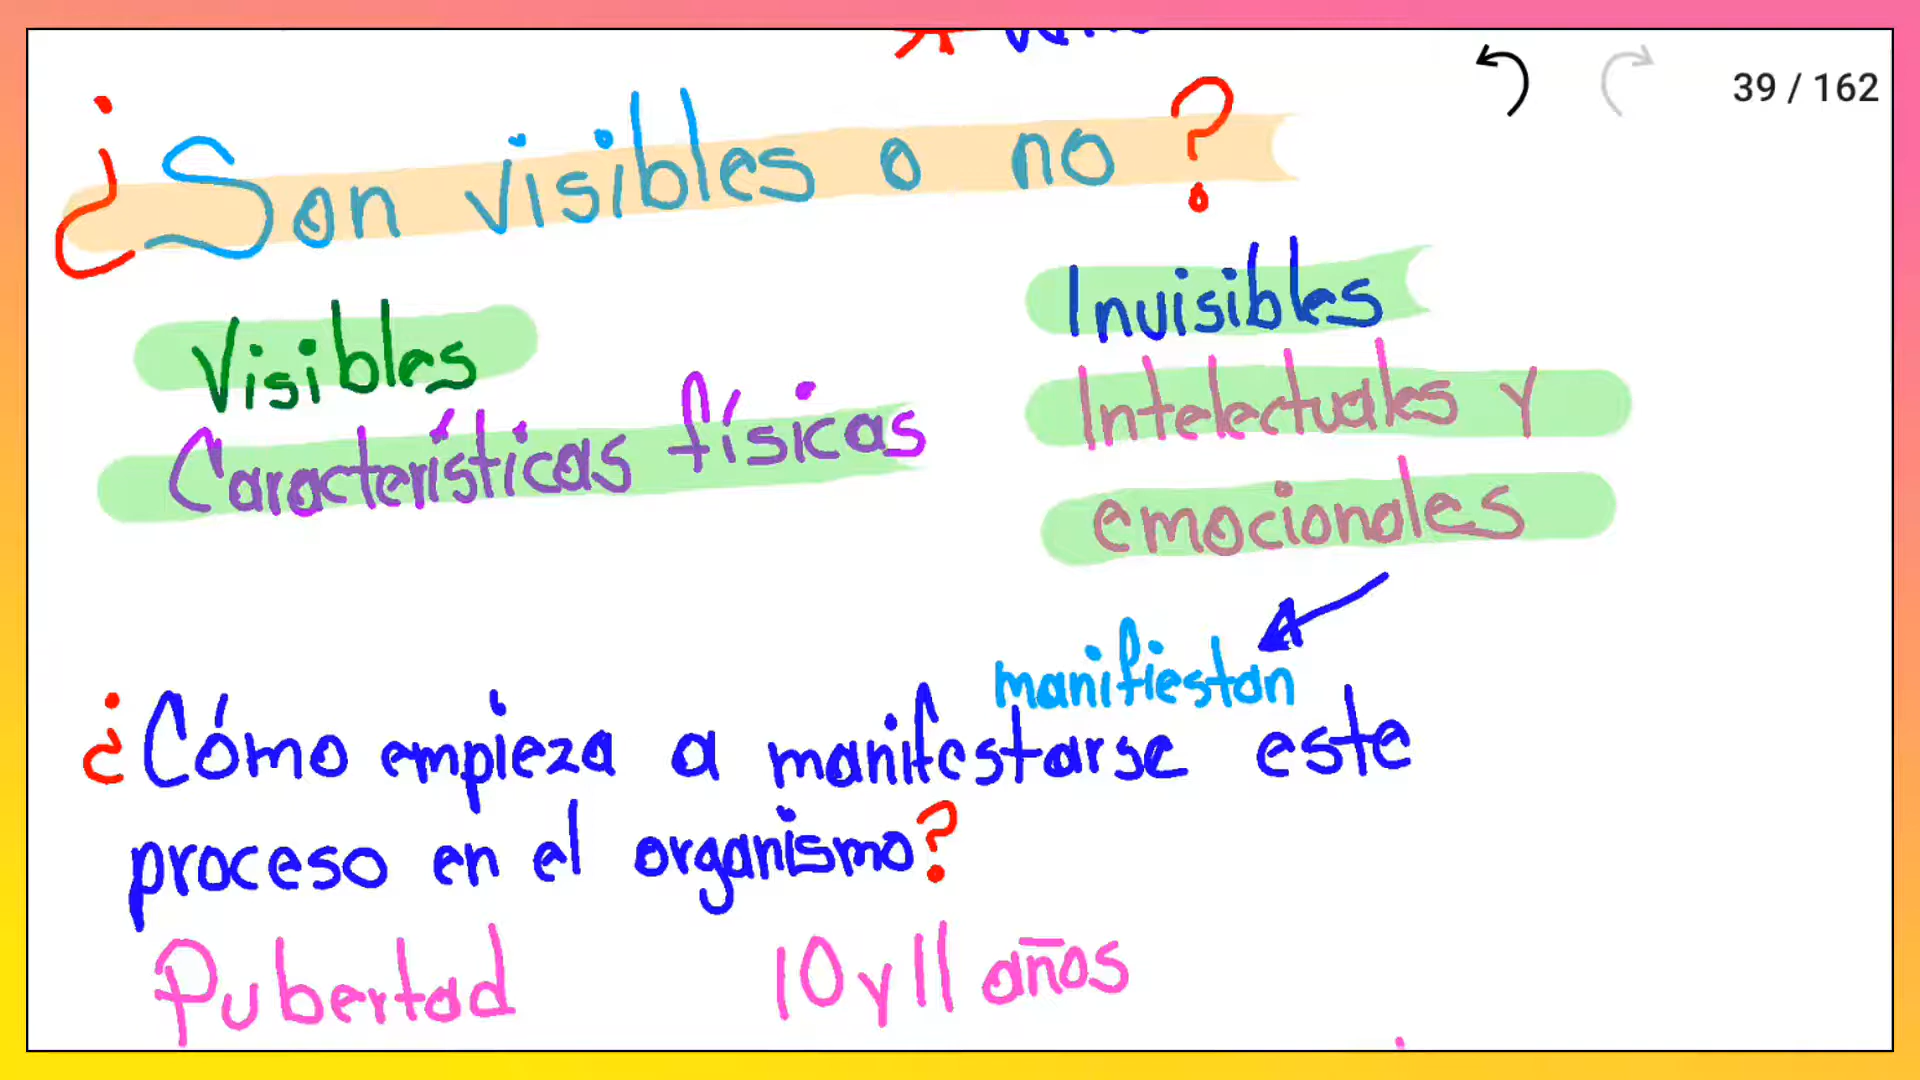 39 / 162
¿Son visibles o no?
Visibles
Características físicas
Invisibles
Intelectuales y
emocionales
manifiestan
¿Cómo empieza a manifestarse este
proceso en el organismo?
Pubertad 10 y 11 años